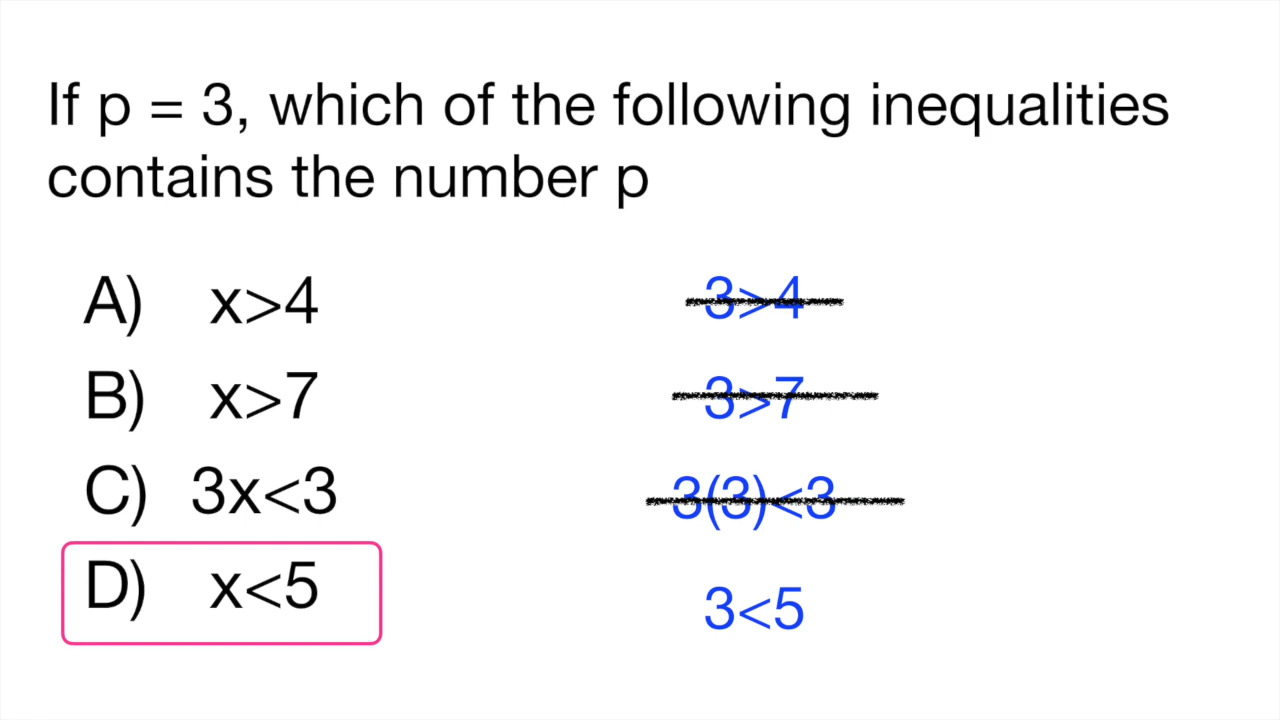 If p = 3, which of the following inequalities
contains the number p
A) x>4 3>4
B) x>7 3>7
C) 3x<3 3(3)<3
D) x<5 3<5